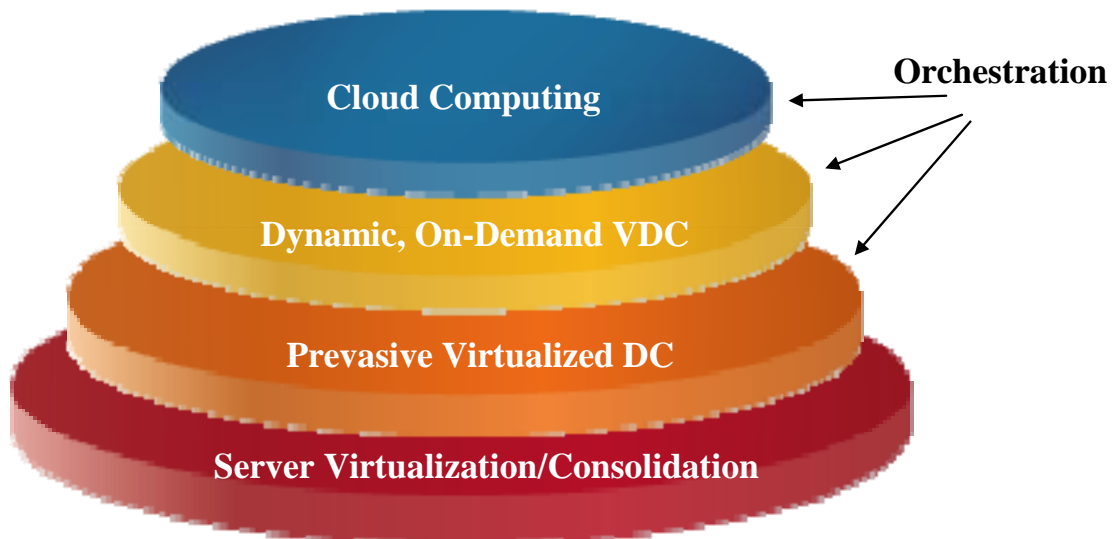 Orchestration
Cloud Computing
Dynamic, On-Demand VDC
Prevasive Virtualized DC
Server Virtualization/Consolidation